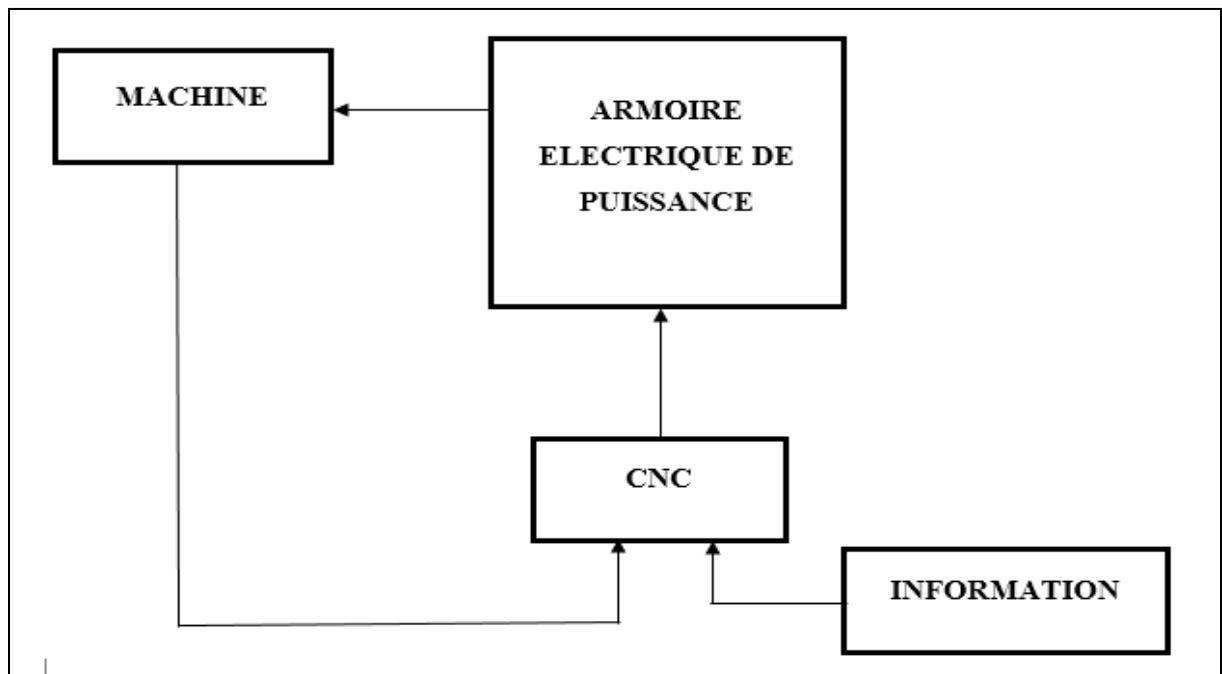 MACHINE
ARMOIRE
ELECTRIQUE DE
PUISSANCE
CNC
INFORMATION